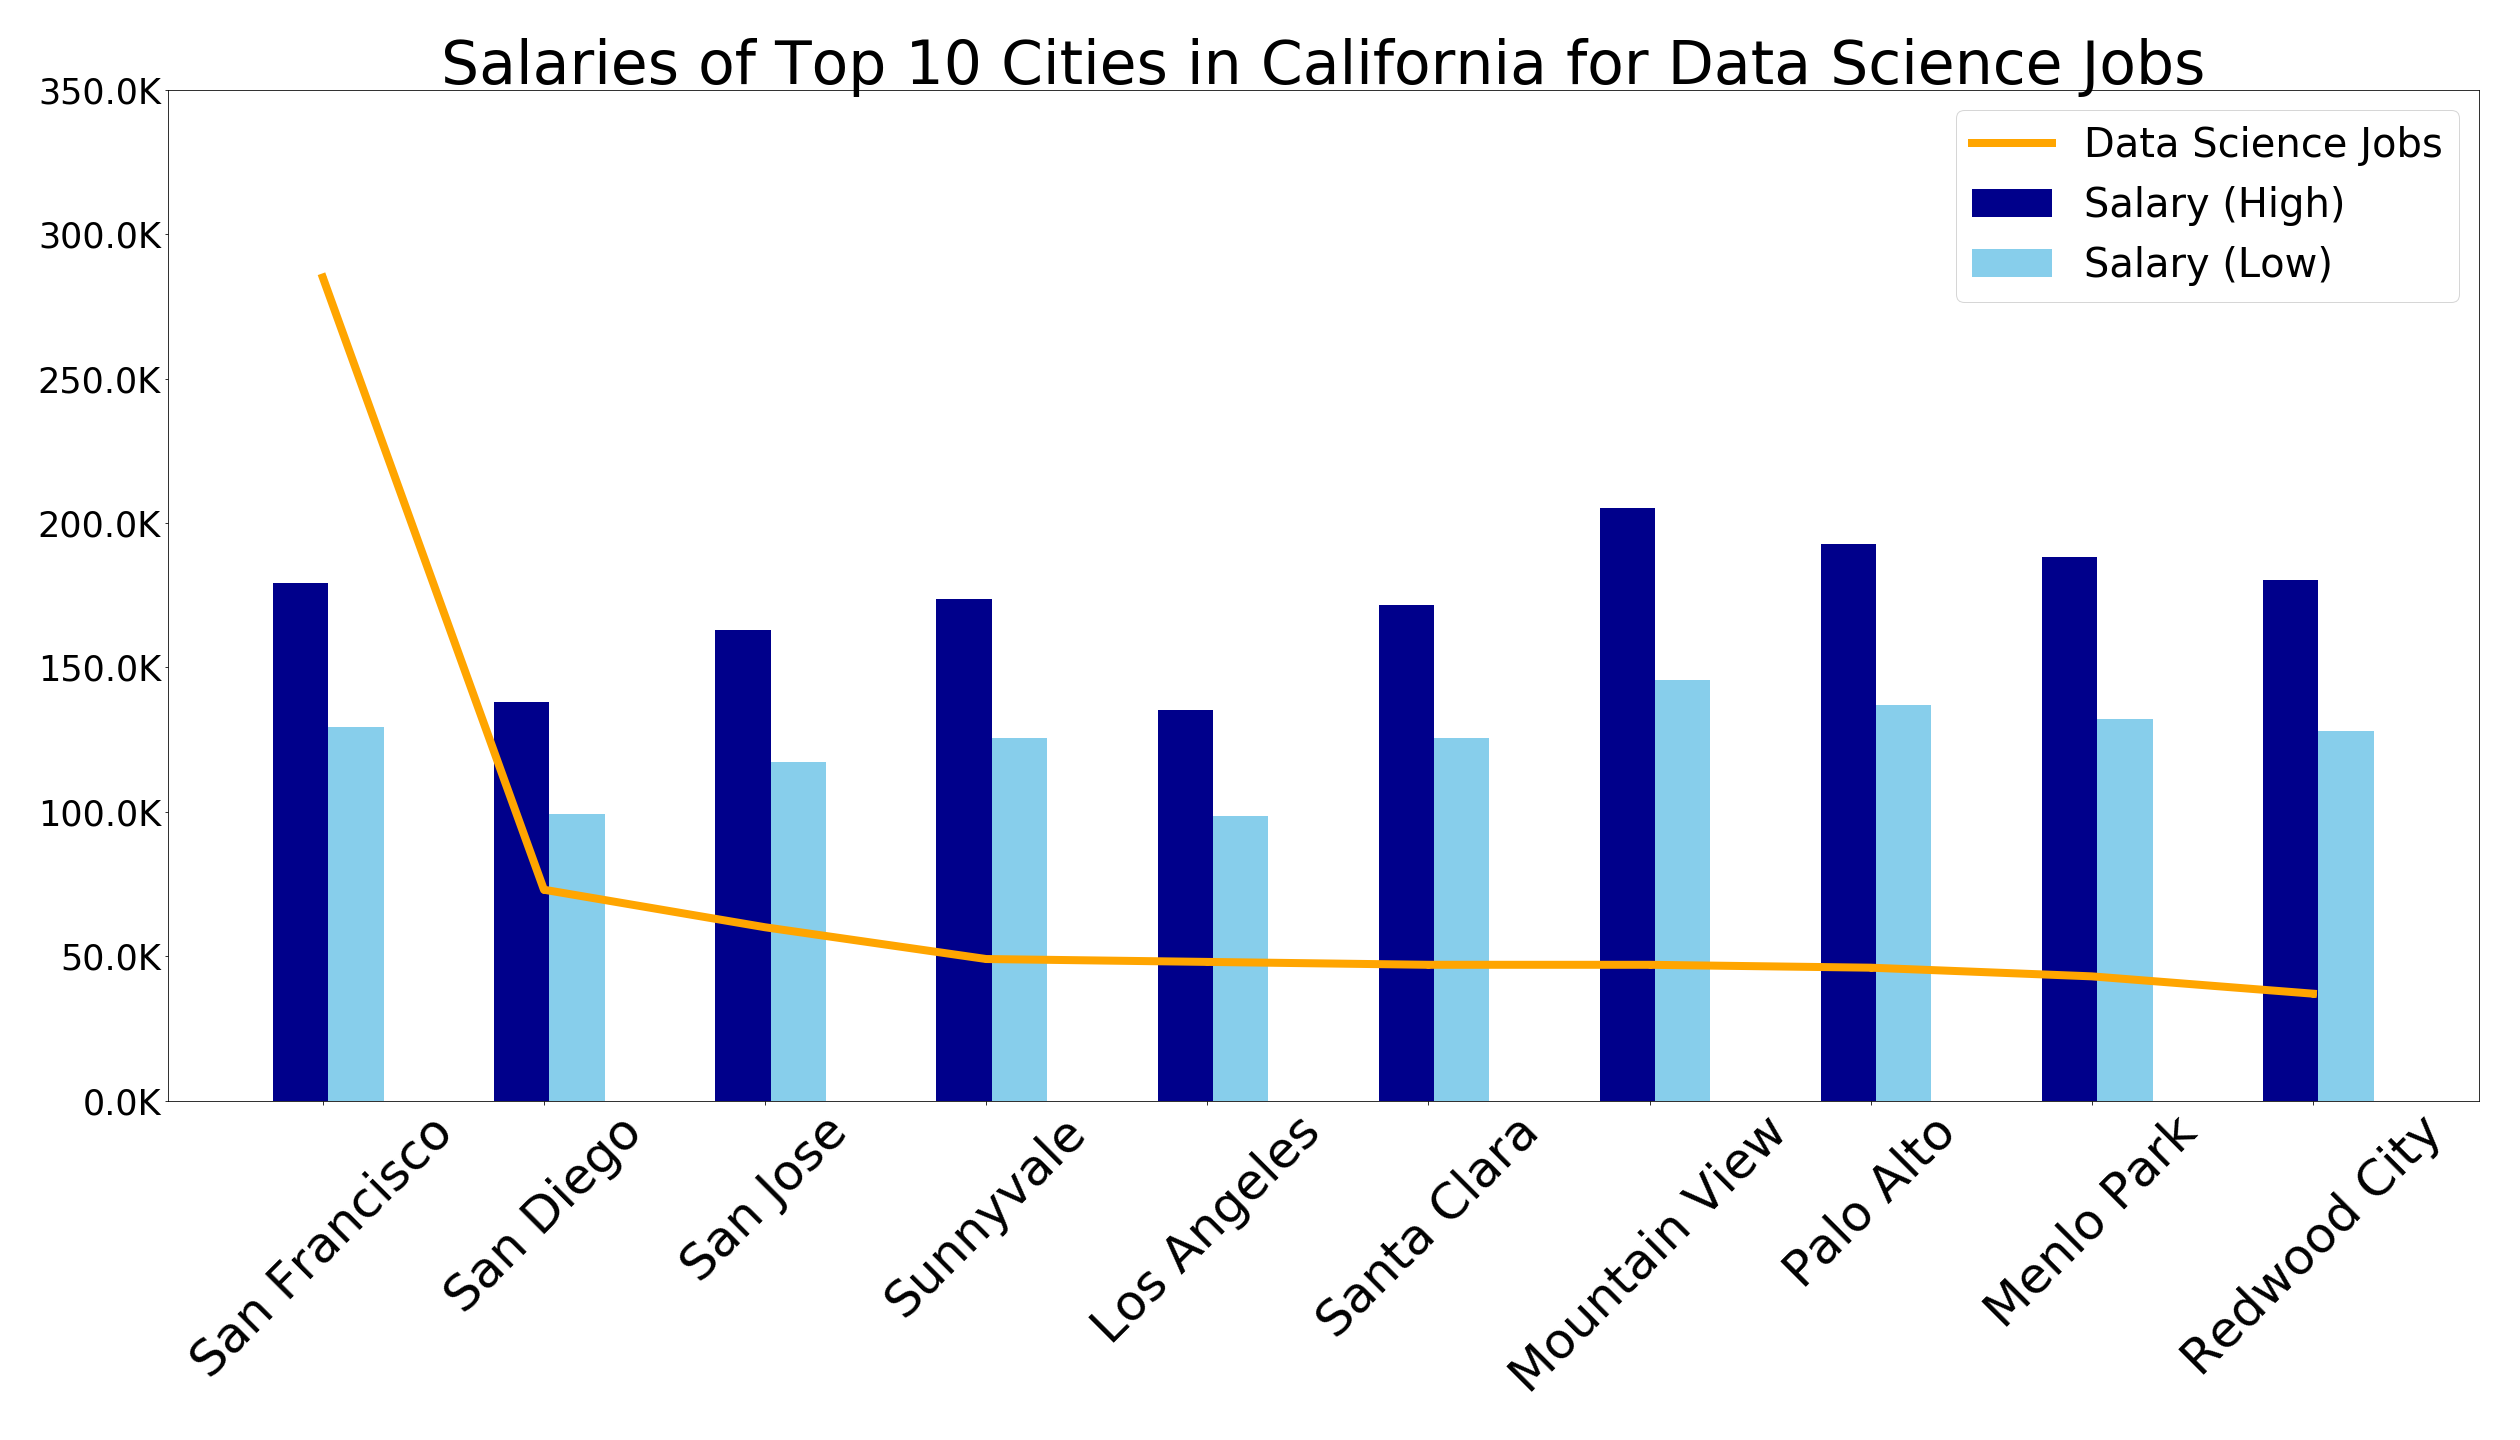 Salaries of Top 10 Cities in California for Data Science Jobs
350.0K
300.0K
250.0K
200.0K
150.0K
100.0K
50.0K
0.0K
Data Science Jobs
Salary (High)
Salary (Low)
San Francisco
San Diego
San Jose
Sunnyvale
Los Angeles
Santa Clara
Mountain View
Palo Alto
Menlo Park
Redwood City